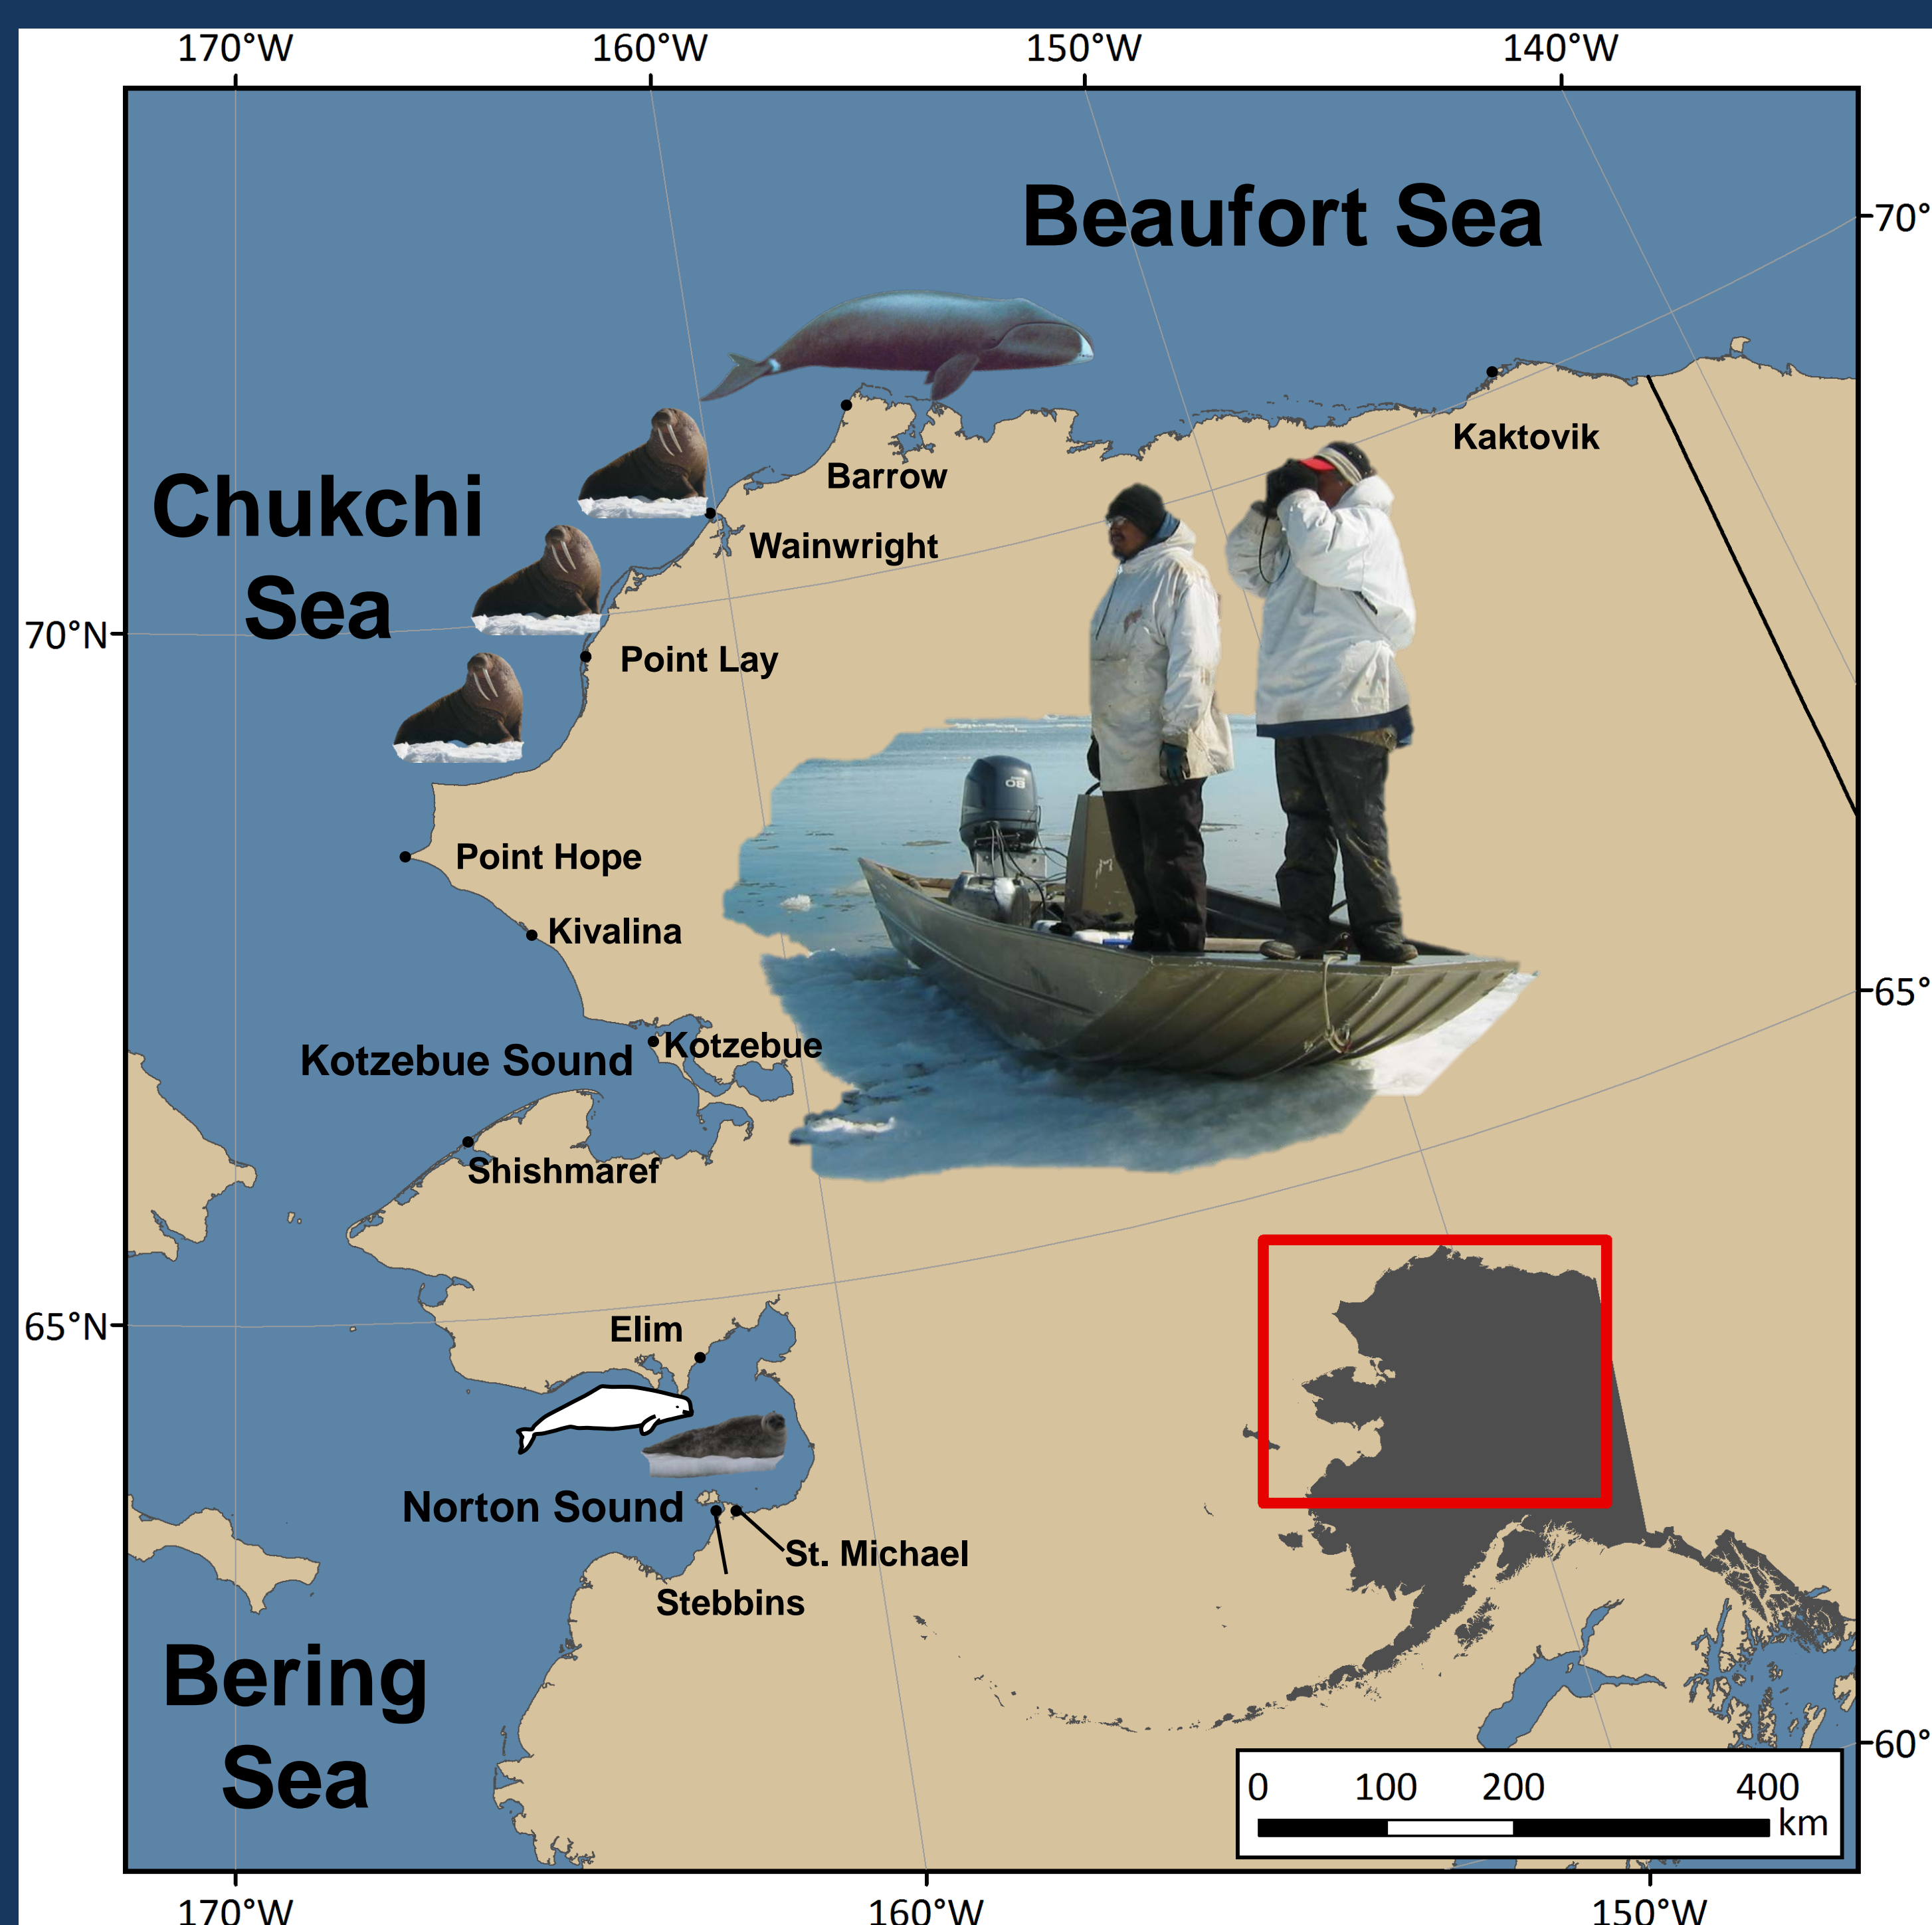 170°W 160°W 150°W 140°W
Beaufort Sea
70°
Kaktovik
Barrow
Chukchi
Sea
Wainwright
70°N
Point Lay
80
Point Hope
Kivalina
65°
Kotzebue
Kotzebue Sound
Shishmaref
65°N
Elim
Norton Sound
St. Michael
Stebbins
Bering
Sea
60°
0 100 200 400
km
170°W 160°W 150°W